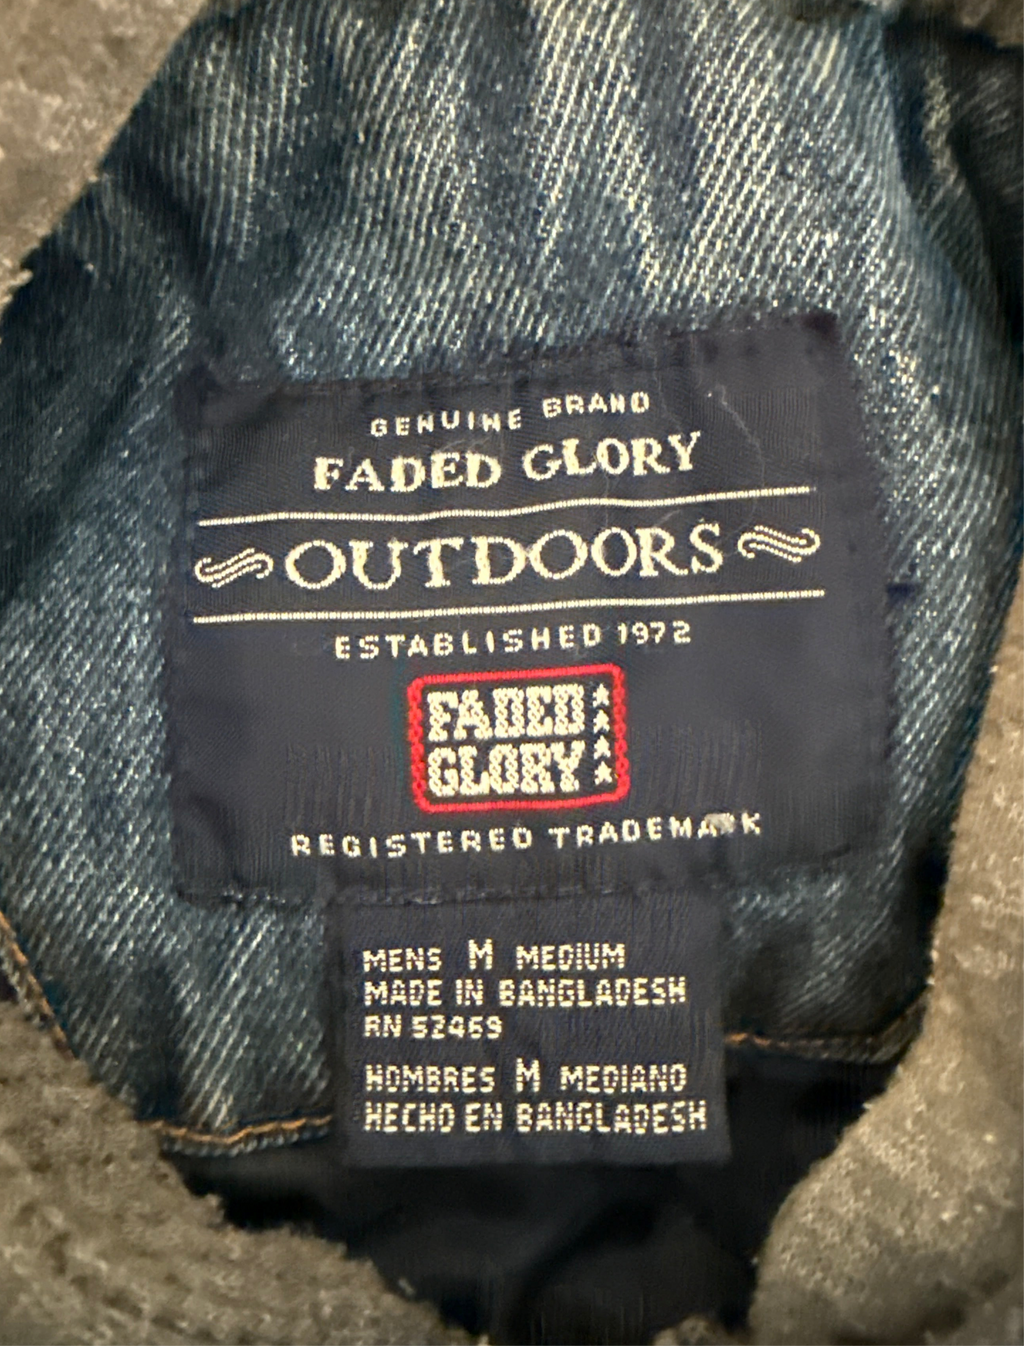 GENUINE BRAND
FADED GLORY
OUTDOORS
ESTABLISHED 1972
FADED
GLORY
REGISTERED TRADEMARK
MENS M MEDIUM
MADE IN BANGLADESH
RN 52469
HOMBRES M MEDIANO
HECHO EN BANGLADESH